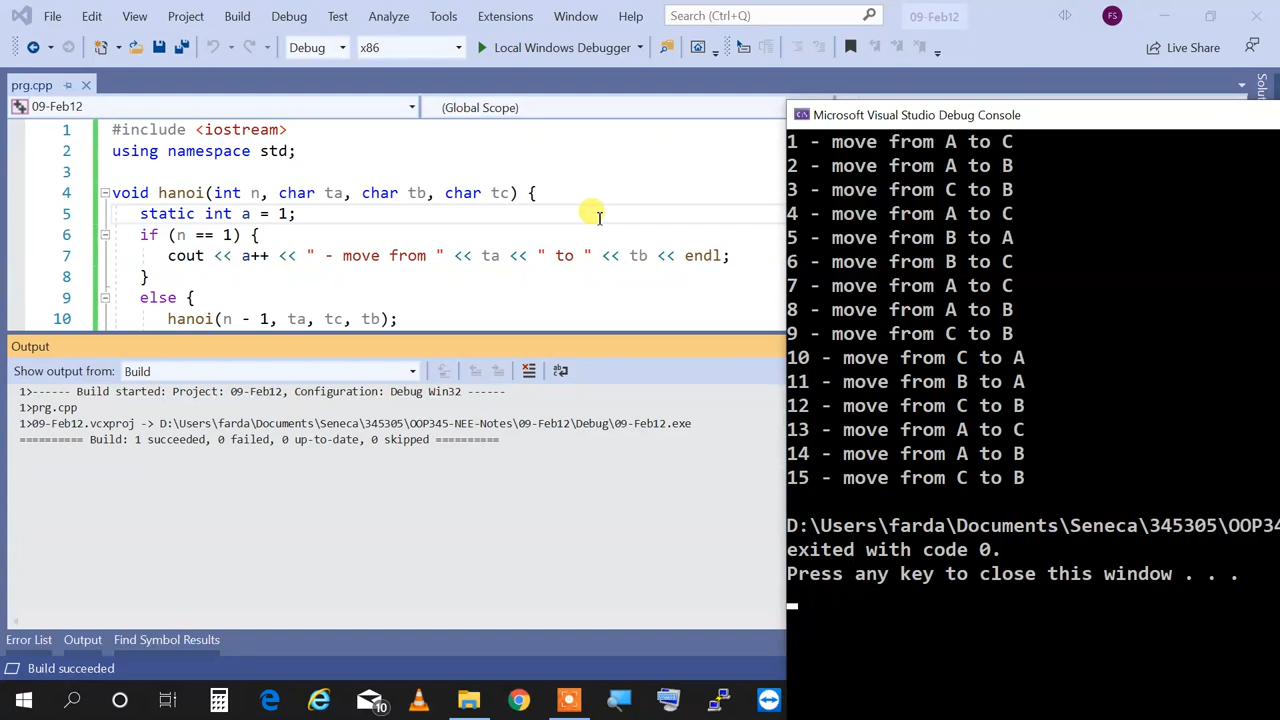 File Edit View Project Build Debug Test Analyze Tools Extensions Window Help Search (Ctrl+Q) 09-Feb12 FS
Debug x86 Local Windows Debugger Live Share
prg.cpp
09-Feb12 (Global Scope)
1 #include <iostream>
2 using namespace std;
3
4 void hanoi(int n, char ta, char tb, char tc) {
5 static int a = 1;
6 if (n == 1) {
7 cout << a++ << " - move from " << ta << " to " << tb << endl;
8 }
9 else {
10 hanoi(n - 1, ta, tc, tb);
Output
Show output from: Build
1>------ Build started: Project: 09-Feb12, Configuration: Debug Win32 ------
1>prg.cpp
1>09-Feb12.vcxproj -> D:\Users\farda\Documents\Seneca\345305\OOP345-NEE-Notes\09-Feb12\Debug\09-Feb12.exe
========== Build: 1 succeeded, 0 failed, 0 up-to-date, 0 skipped ==========
Error List Output Find Symbol Results
Build succeeded
Microsoft Visual Studio Debug Console
1 - move from A to C
2 - move from A to B
3 - move from C to B
4 - move from A to C
5 - move from B to A
6 - move from B to C
7 - move from A to C
8 - move from A to B
9 - move from C to B
10 - move from C to A
11 - move from B to A
12 - move from C to B
13 - move from A to C
14 - move from A to B
15 - move from C to B
D:\Users\farda\Documents\Seneca\345305\OOP34
exited with code 0.
Press any key to close this window . . .
10